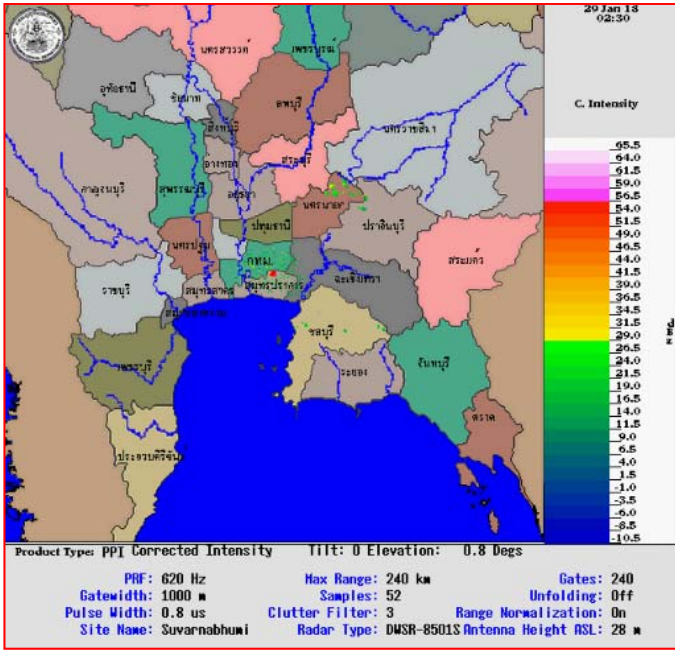 29 Jan 18
02:30
C. Intensity
65.5
64.0
61.5
59.0
56.5
54.0
51.5
49.0
46.5
44.0
41.5
39.0
36.5
34.0
31.5
29.0
26.5
24.0
21.5
19.0
16.5
14.0
11.5
9.0
6.5
4.0
1.5
-1.0
-3.5
-6.0
-8.5
-10.5
นครสวรรค์
เพชรบูรณ์
อุทัยธานี
ชัยนาท
ลพบุรี
สิงห์บุรี
นครราชสีมา
อ่างทอง
สระบุรี
กาญจนบุรี
สุพรรณบุรี
อยุธยา
นครนายก
ปราจีนบุรี
ปทุมธานี
นครปฐม
กทม.
สระแก้ว
ราชบุรี
สมุทรสาคร
สมุทรปราการ
ฉะเชิงเทรา
เพชรบุรี
ชลบุรี
ระยอง
จันทบุรี
ตราด
ประจวบคีรีขันธ์
Product Type: PPI Corrected Intensity Tilt: 0 Elevation: 0.8 Degs
PRF: 620 Hz Max Range: 240 km Gates: 240
Gatewidth: 1000 m Samples: 52 Unfolding: Off
Pulse Width: 0.8 us Clutter Filter: 3 Range Normalization: On
Site Name: Suvarnabhumi Radar Type: DWSR-8501S Antenna Height ASL: 28 m